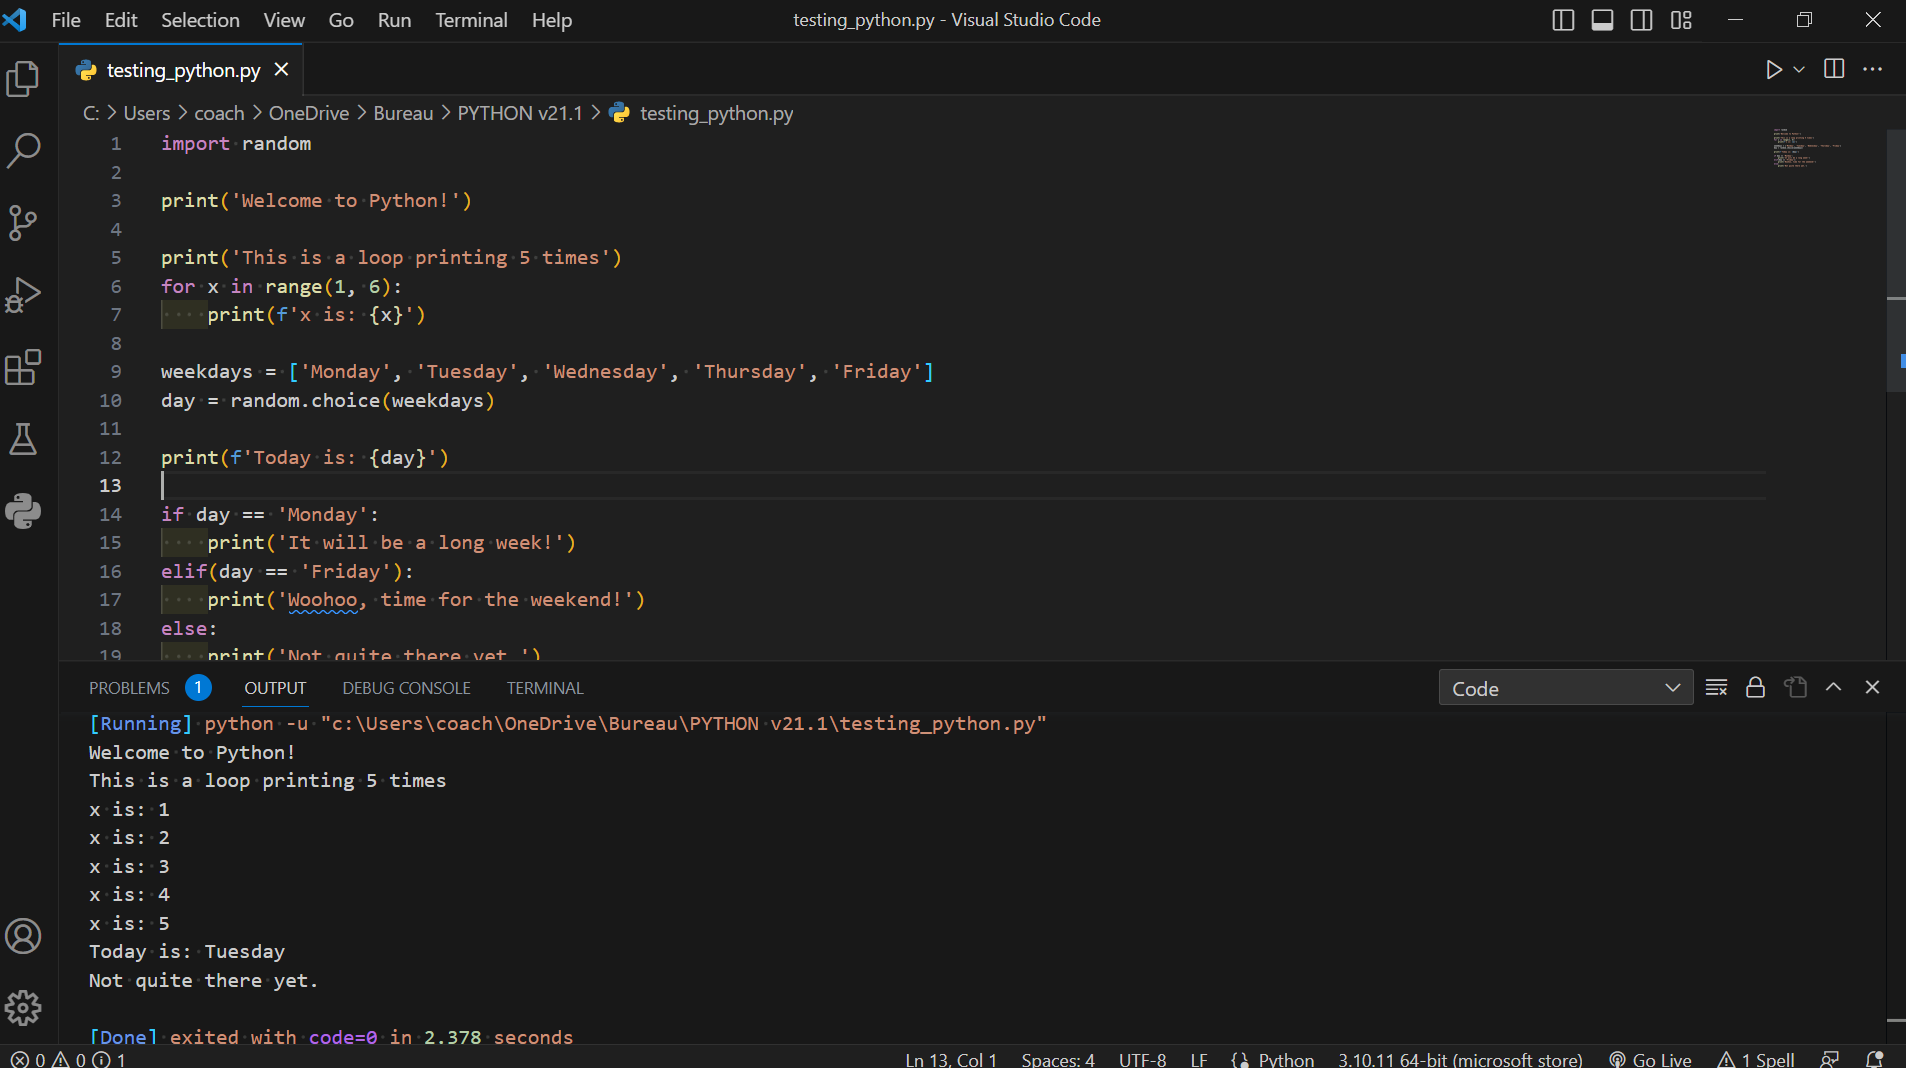 File Edit Selection View Go Run Terminal Help testing_python.py - Visual Studio Code
testing_python.py
C: > Users > coach > OneDrive > Bureau > PYTHON v21.1 > testing_python.py
1 import random
2
3 print('Welcome to Python!')
4
5 print('This is a loop printing 5 times')
6 for x in range(1, 6):
7     print(f'x is: {x}')
8
9 weekdays = ['Monday', 'Tuesday', 'Wednesday', 'Thursday', 'Friday']
10 day = random.choice(weekdays)
11
12 print(f'Today is: {day}')
13
14 if day == 'Monday':
15     print('It will be a long week!')
16 elif(day == 'Friday'):
17     print('Woohoo, time for the weekend!')
18 else:
19     print('Not quite there yet.')
PROBLEMS 1 OUTPUT DEBUG CONSOLE TERMINAL Code
[Running] python -u "c:\Users\coach\OneDrive\Bureau\PYTHON v21.1\testing_python.py"
Welcome to Python!
This is a loop printing 5 times
x is: 1
x is: 2
x is: 3
x is: 4
x is: 5
Today is: Tuesday
Not quite there yet.
[Done] exited with code=0 in 2.378 seconds
0 0 1 Ln 13, Col 1 Spaces: 4 UTF-8 LF Python 3.10.11 64-bit (microsoft store) Go Live 1 Spell